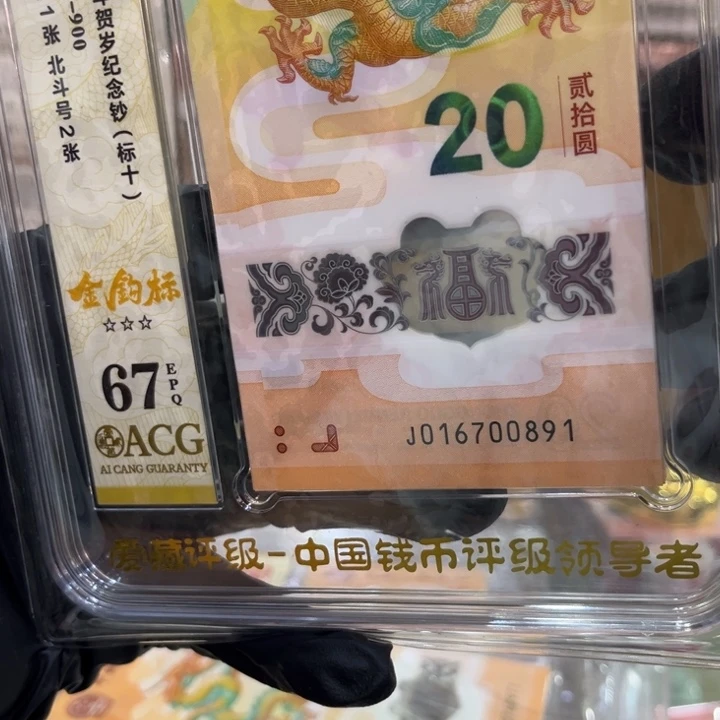 年贺岁纪念钞（标十）
-900
1张 北斗号2张
金钧标
☆☆☆
67
EPQ
ACG
AI CANG GUARANTY
20
贰拾圆
福
J016700891
爱藏评级-中国钱币评级领导者